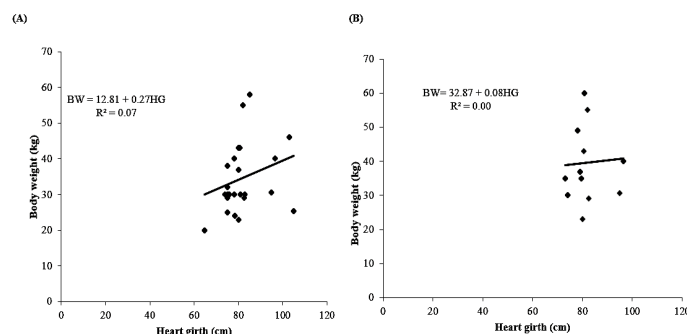 (A)
70
60
50
40
30
20
10
0
BW = 12.81 + 0.27HG
R² = 0.07
Body weight (kg)
0 20 40 60 80 100 120
Heart girth (cm)
(B)
70
60
50
40
30
20
10
0
BW= 32.87 + 0.08HG
R² = 0.00
Body weight (kg)
0 20 40 60 80 100 120
Heart girth (cm)